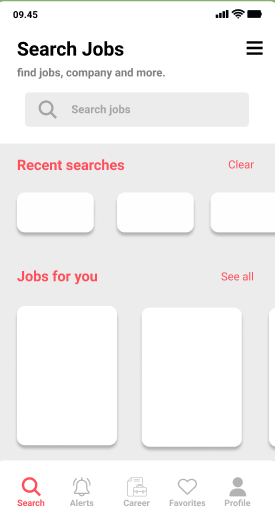 09.45
Search Jobs
find jobs, company and more.
Search jobs
Recent searches Clear
Jobs for you See all
Search Alerts Career Favorites Profile